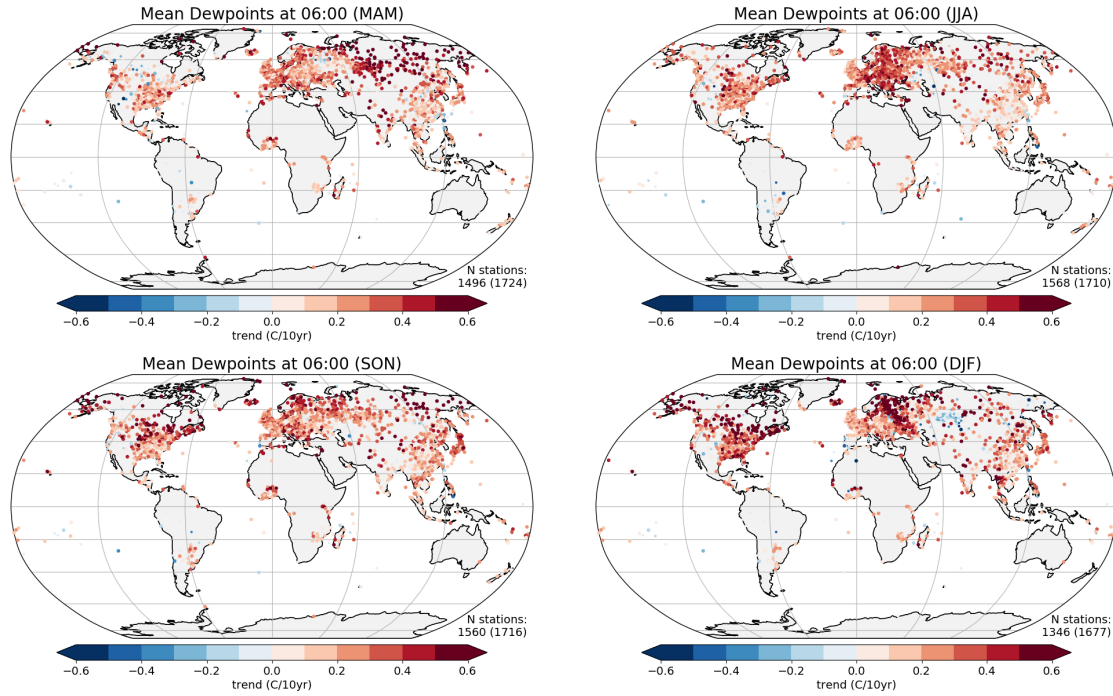 Mean Dewpoints at 06:00 (MAM)
N stations:
1496 (1724)
−0.6 −0.4 −0.2 0.0 0.2 0.4 0.6
trend (C/10yr)
Mean Dewpoints at 06:00 (JJA)
N stations:
1568 (1710)
−0.6 −0.4 −0.2 0.0 0.2 0.4 0.6
trend (C/10yr)
Mean Dewpoints at 06:00 (SON)
N stations:
1560 (1716)
−0.6 −0.4 −0.2 0.0 0.2 0.4 0.6
trend (C/10yr)
Mean Dewpoints at 06:00 (DJF)
N stations:
1346 (1677)
−0.6 −0.4 −0.2 0.0 0.2 0.4 0.6
trend (C/10yr)